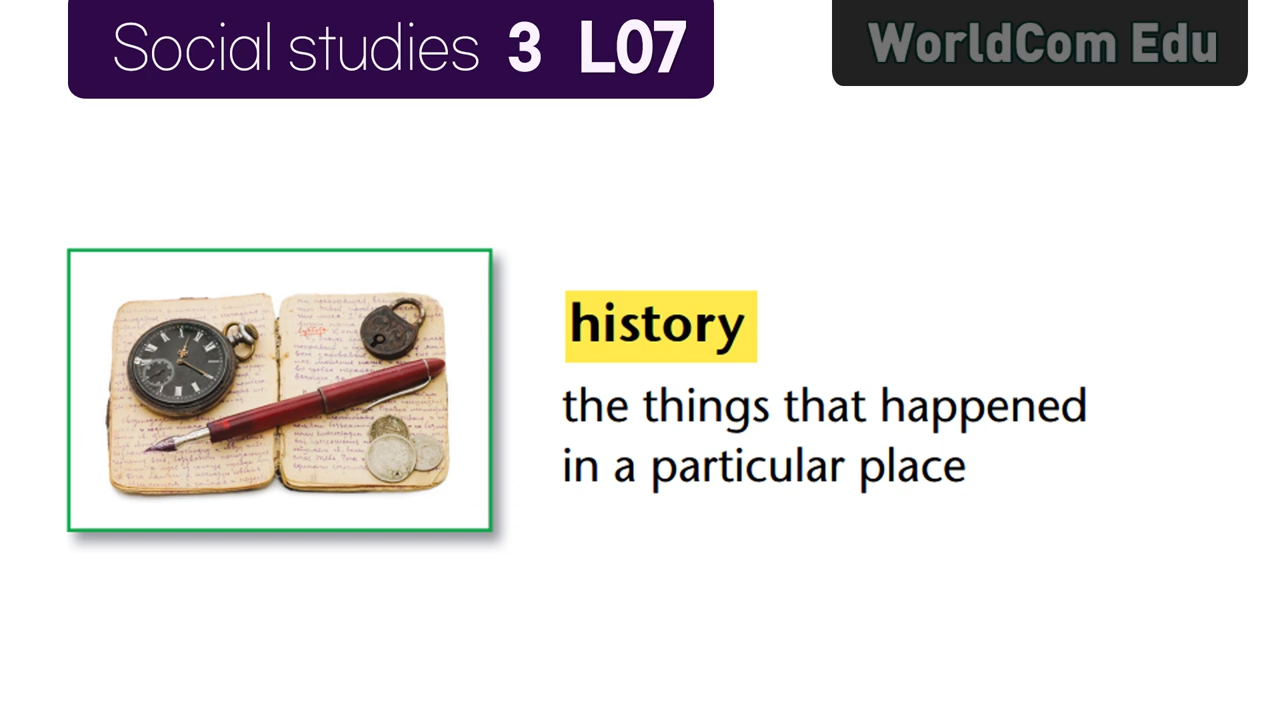 Social studies 3 L07
WorldCom Edu
history
the things that happened
in a particular place